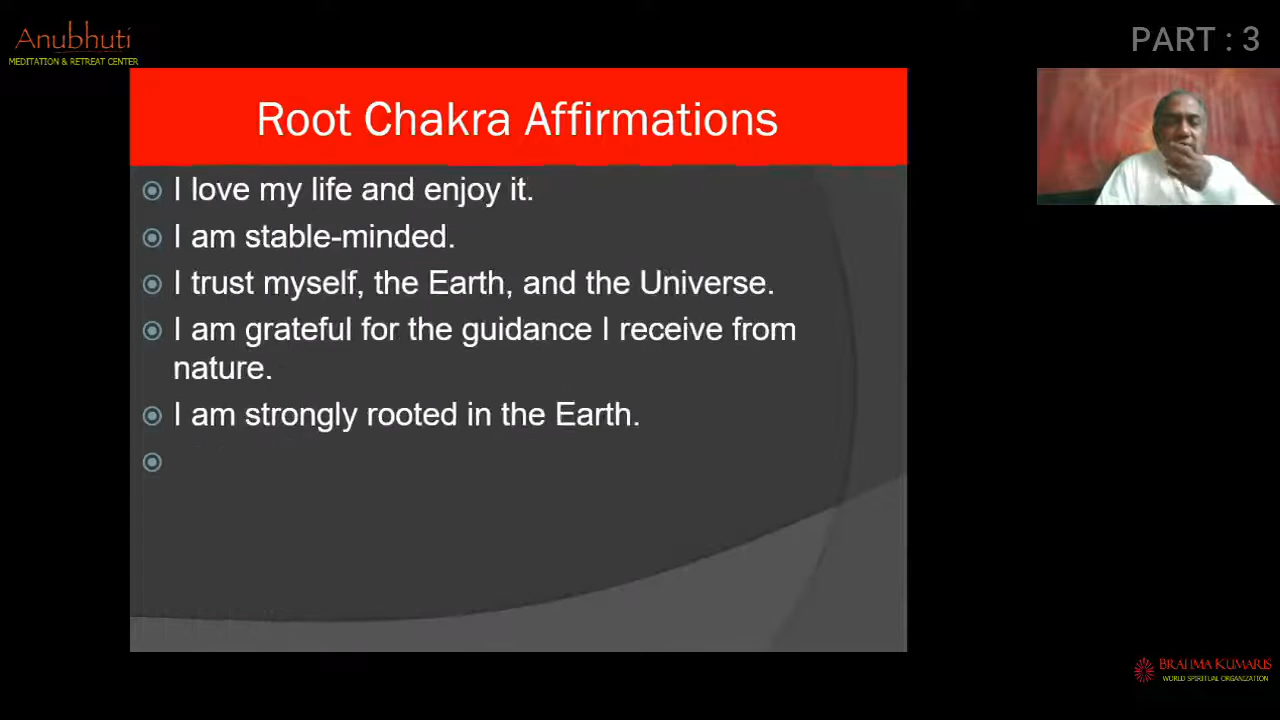 Anubhuti
MEDITATION & RETREAT CENTER
PART : 3
Root Chakra Affirmations
I love my life and enjoy it.
I am stable-minded.
I trust myself, the Earth, and the Universe.
I am grateful for the guidance I receive from
nature.
I am strongly rooted in the Earth.
BRAHMA KUMARIS
WORLD SPIRITUAL ORGANIZATION